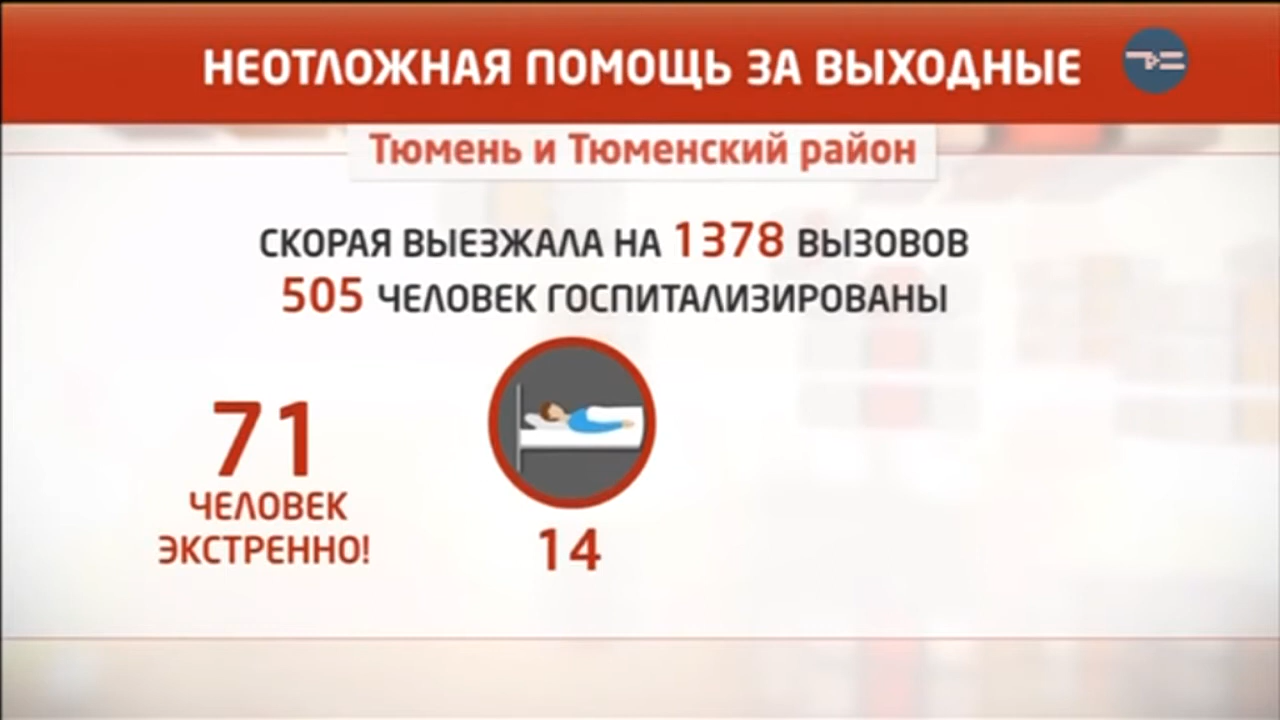 НЕОТЛОЖНАЯ ПОМОЩЬ ЗА ВЫХОДНЫЕ
Тюмень и Тюменский район
СКОРАЯ ВЫЕЗЖАЛА НА 1378 ВЫЗОВОВ
505 ЧЕЛОВЕК ГОСПИТАЛИЗИРОВАНЫ
71
ЧЕЛОВЕК
ЭКСТРЕННО!
14